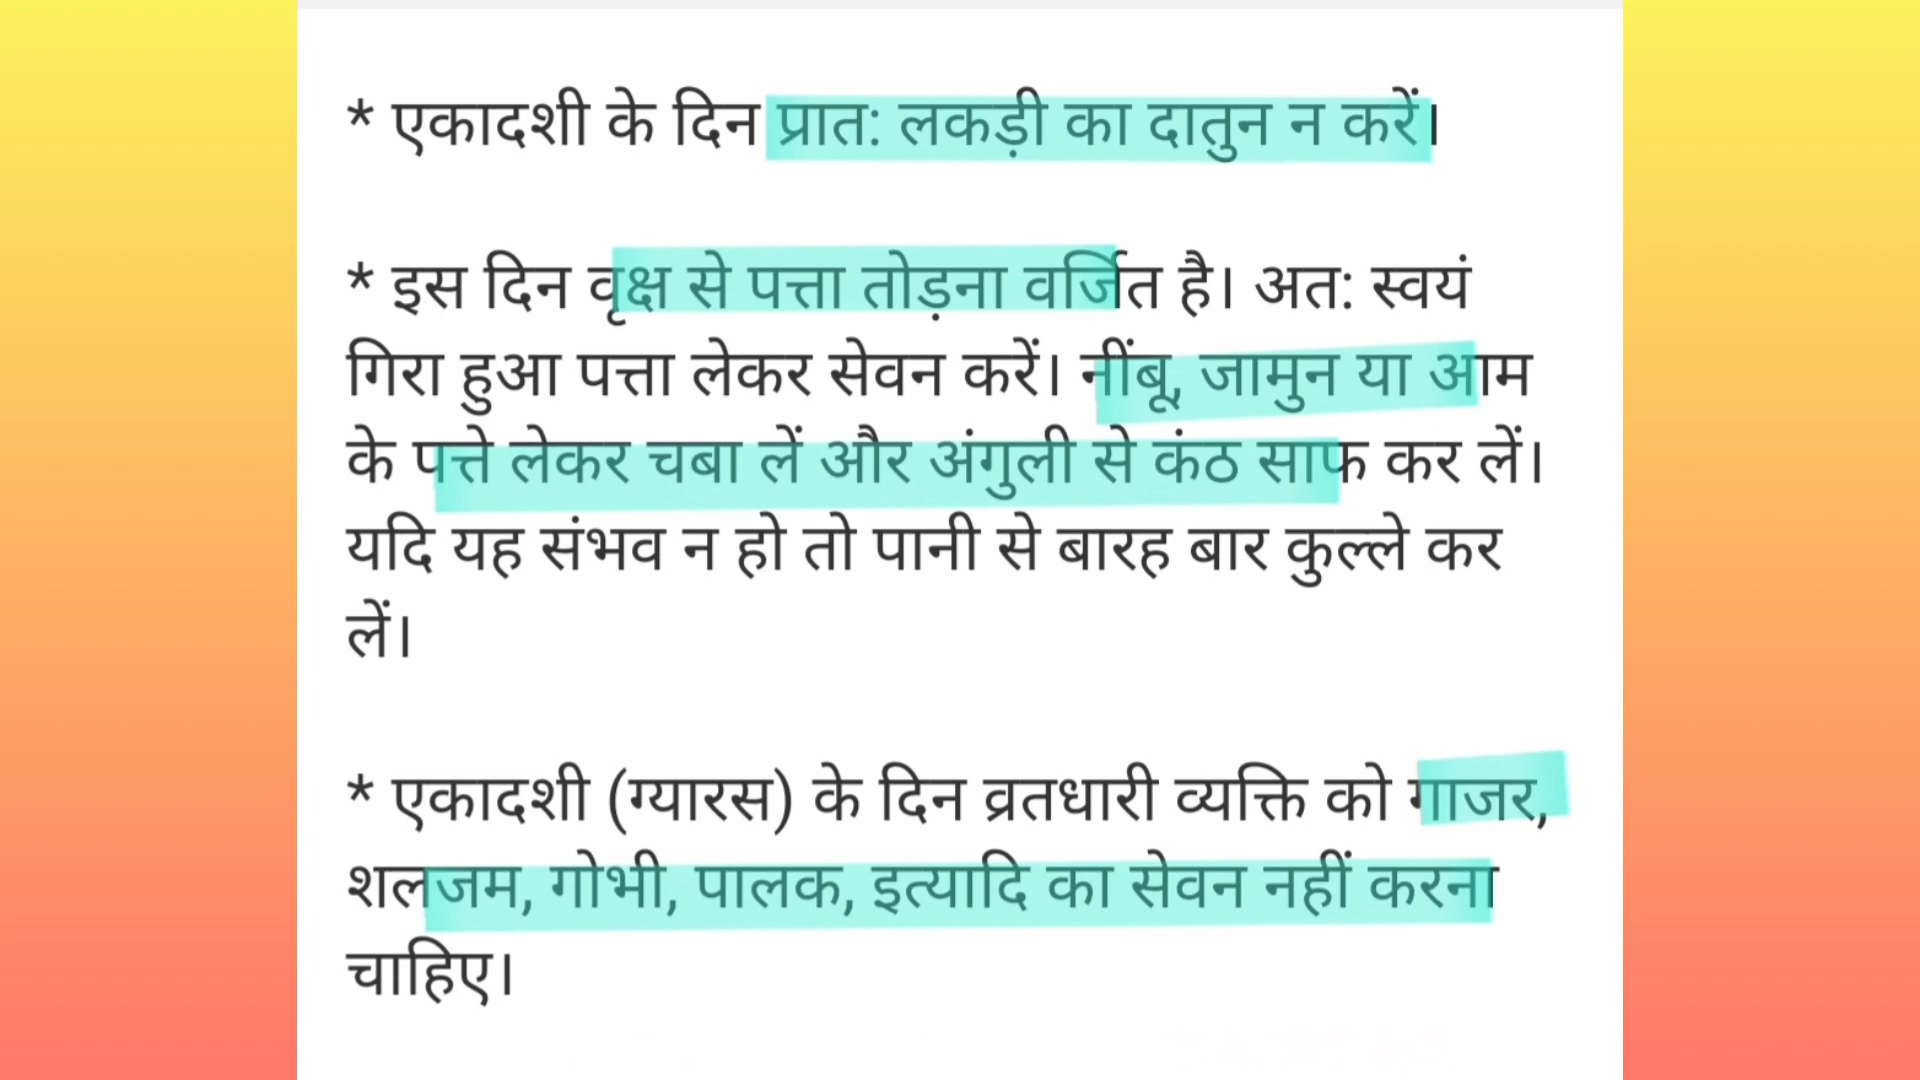 * एकादशी के दिन प्रात: लकड़ी का दातुन न करें।
* इस दिन वृक्ष से पत्ता तोड़ना वर्जित है। अत: स्वयं
गिरा हुआ पत्ता लेकर सेवन करें। नींबू, जामुन या आम
के पत्ते लेकर चबा लें और अंगुली से कंठ साफ कर लें।
यदि यह संभव न हो तो पानी से बारह बार कुल्ले कर
लें।
* एकादशी (ग्यारस) के दिन व्रतधारी व्यक्ति को गाजर,
शलजम, गोभी, पालक, इत्यादि का सेवन नहीं करना
चाहिए।